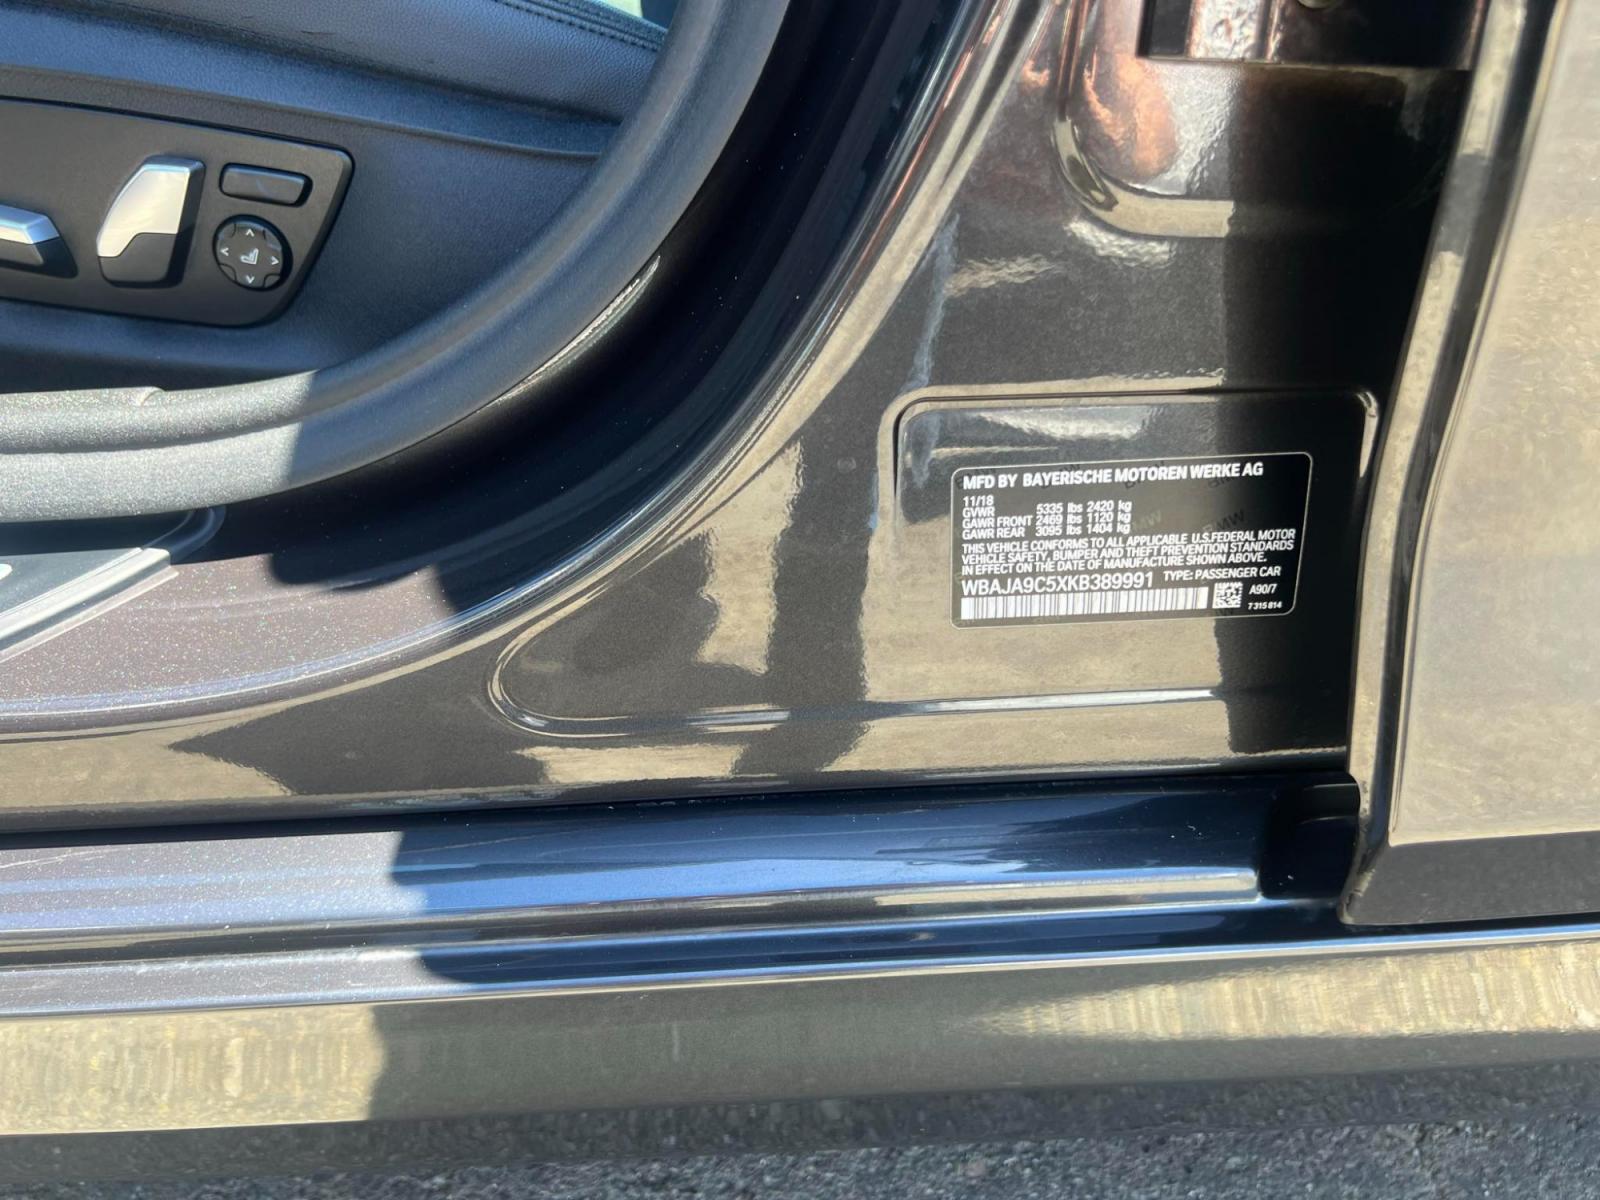 MFD BY BAYERISCHE MOTOREN WERKE AG
11/18
GVWR 5335 lbs 2420 kg
GAWR FRONT 2469 lbs 1120 kg
GAWR REAR 3095 lbs 1404 kg
THIS VEHICLE CONFORMS TO ALL APPLICABLE U.S.FEDERAL MOTOR
VEHICLE SAFETY, BUMPER AND THEFT PREVENTION STANDARDS
IN EFFECT ON THE DATE OF MANUFACTURE SHOWN ABOVE.
WBAJA9C5XKB389991 TYPE: PASSENGER CAR
A90/7
7 315 814